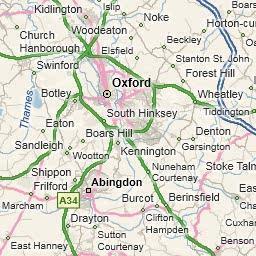 Kidlington
Noke
Horton-cum
Church
Hanborough
Woodeaton
Beckley
Elsfield
Stanton St. John
Swinford
Forest Hill
Oxford
Thames
Botley
Wheatley
Tiddington
South Hinksey
Eaton
Boars Hill
Denton
Sandleigh
Garsington
Wootton
Kennington
Shippon
Nuneham
Courtenay
Stoke Talm
Frilford
Abingdon
A34
Marcham
Burcot
Berinsfield
Drayton
Clifton
Hampden
East Hanney
Sutton
Courtenay
Benson